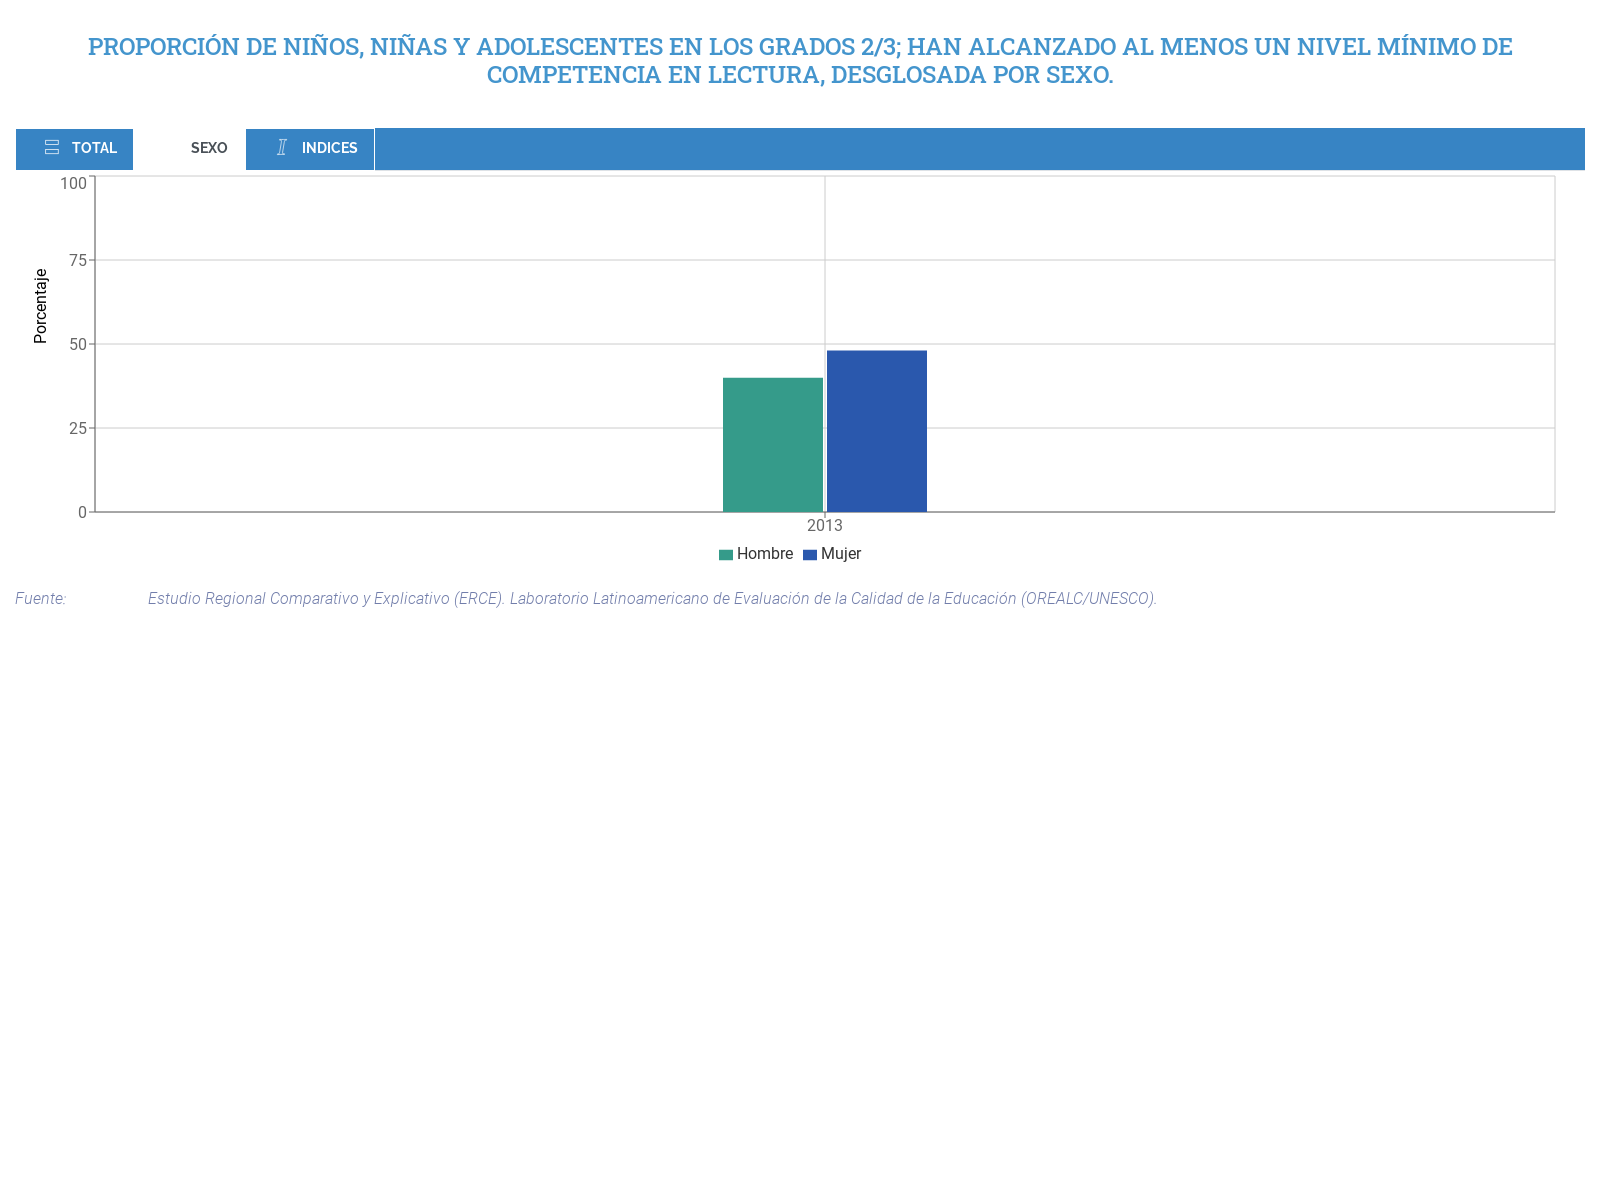 PROPORCIÓN DE NIÑOS, NIÑAS Y ADOLESCENTES EN LOS GRADOS 2/3; HAN ALCANZADO AL MENOS UN NIVEL MÍNIMO DE
COMPETENCIA EN LECTURA, DESGLOSADA POR SEXO.
TOTAL SEXO INDICES
Porcentaje
100
75
50
25
0
2013
Hombre Mujer
Fuente: Estudio Regional Comparativo y Explicativo (ERCE). Laboratorio Latinoamericano de Evaluación de la Calidad de la Educación (OREALC/UNESCO).